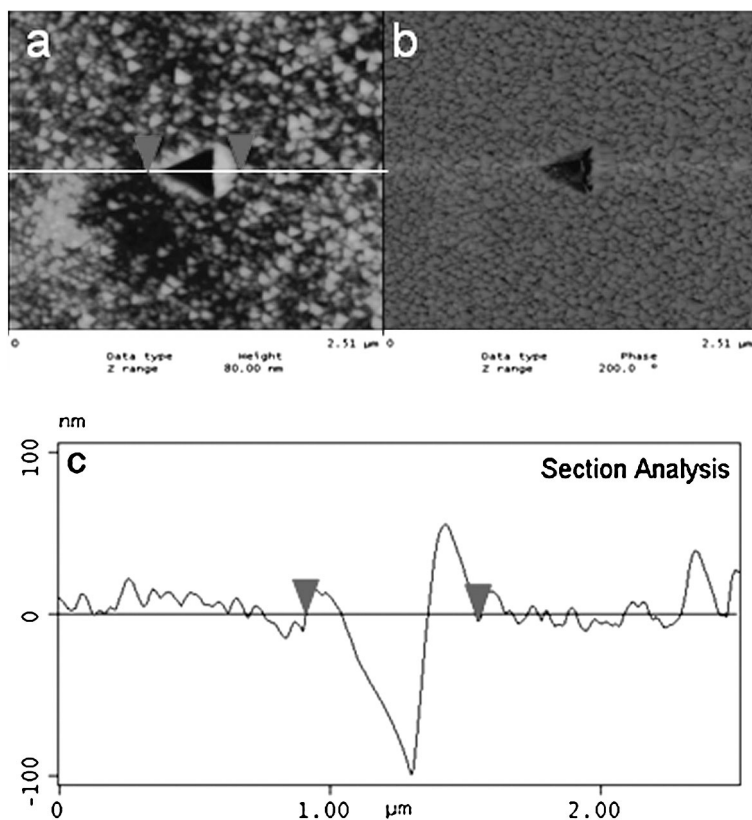 a
b
0 2.51 µm
Data type Height
Z range 80.00 nm
0 2.51 µm
Data type Phase
Z range 200.0 °
nm
c
Section Analysis
100
0
-100
0 1.00 µm 2.00